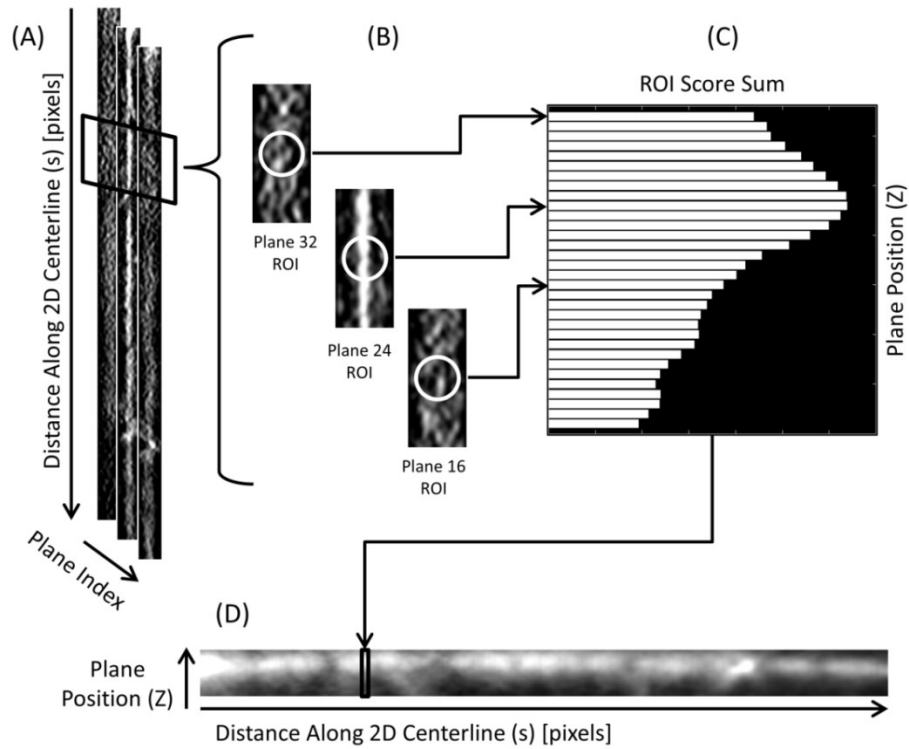 (A)
Distance Along 2D Centerline (s) [pixels]
Plane Index
(B)
Plane 32
ROI
Plane 24
ROI
Plane 16
ROI
(C)
ROI Score Sum
Plane Position (Z)
(D)
Plane
Position (Z)
Distance Along 2D Centerline (s) [pixels]